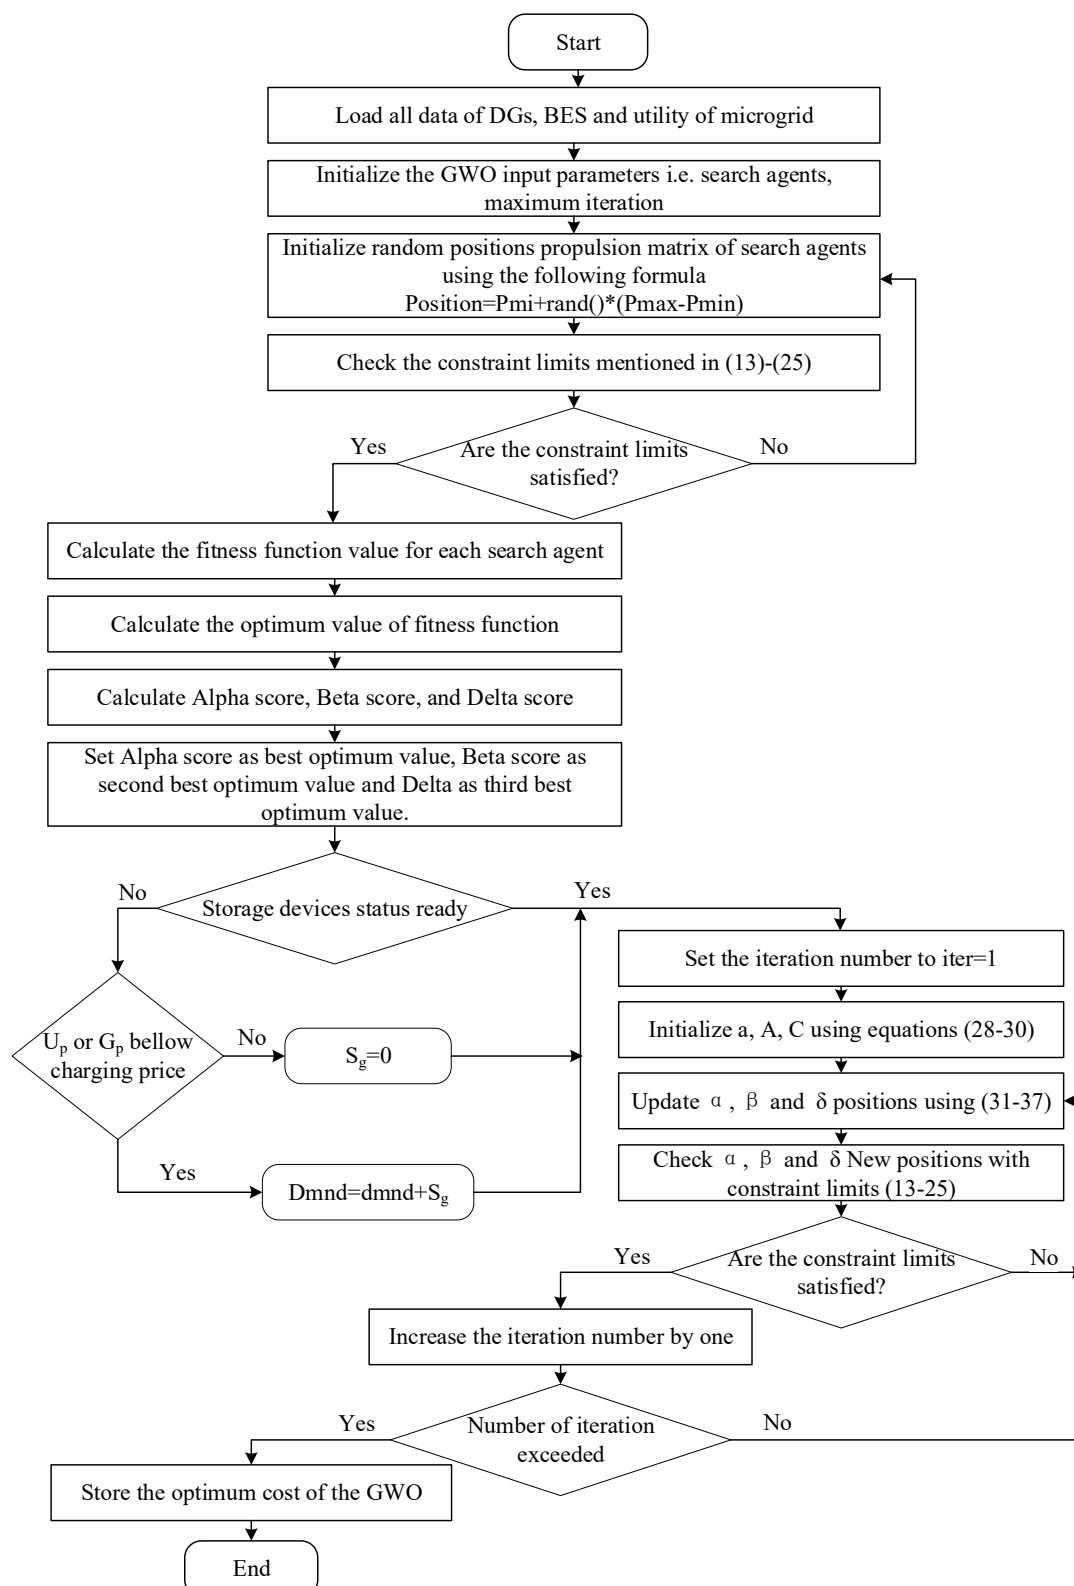 Start
Load all data of DGs, BES and utility of microgrid
Initialize the GWO input parameters i.e. search agents,
maximum iteration
Initialize random positions propulsion matrix of search agents
using the following formula
Position=Pmi+rand()*(Pmax-Pmin)
Check the constraint limits mentioned in (13)-(25)
Yes
Are the constraint limits
satisfied?
No
Calculate the fitness function value for each search agent
Calculate the optimum value of fitness function
Calculate Alpha score, Beta score, and Delta score
Set Alpha score as best optimum value, Beta score as
second best optimum value and Delta as third best
optimum value.
No
Storage devices status ready
Yes
U_p or G_p bellow
charging price
No
S_g=0
Yes
Dmnd=dmnd+S_g
Set the iteration number to iter=1
Initialize a, A, C using equations (28-30)
Update α, β and δ positions using (31-37)
Check α, β and δ New positions with
constraint limits (13-25)
Yes
Are the constraint limits
satisfied?
No
Increase the iteration number by one
Yes
Number of iteration
exceeded
No
Store the optimum cost of the GWO
End